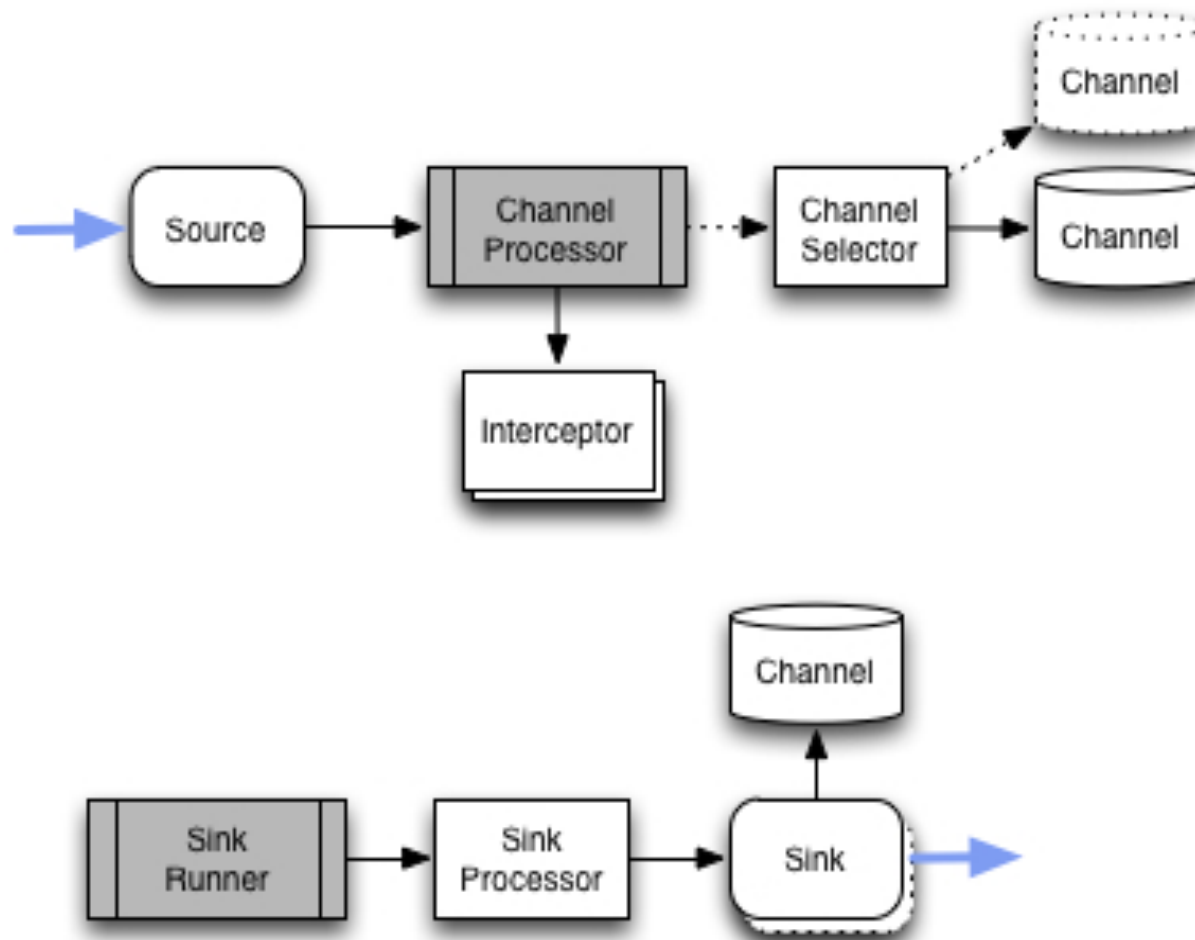 Channel
Source
Channel
Processor
Channel
Selector
Channel
Interceptor
Channel
Sink
Runner
Sink
Processor
Sink